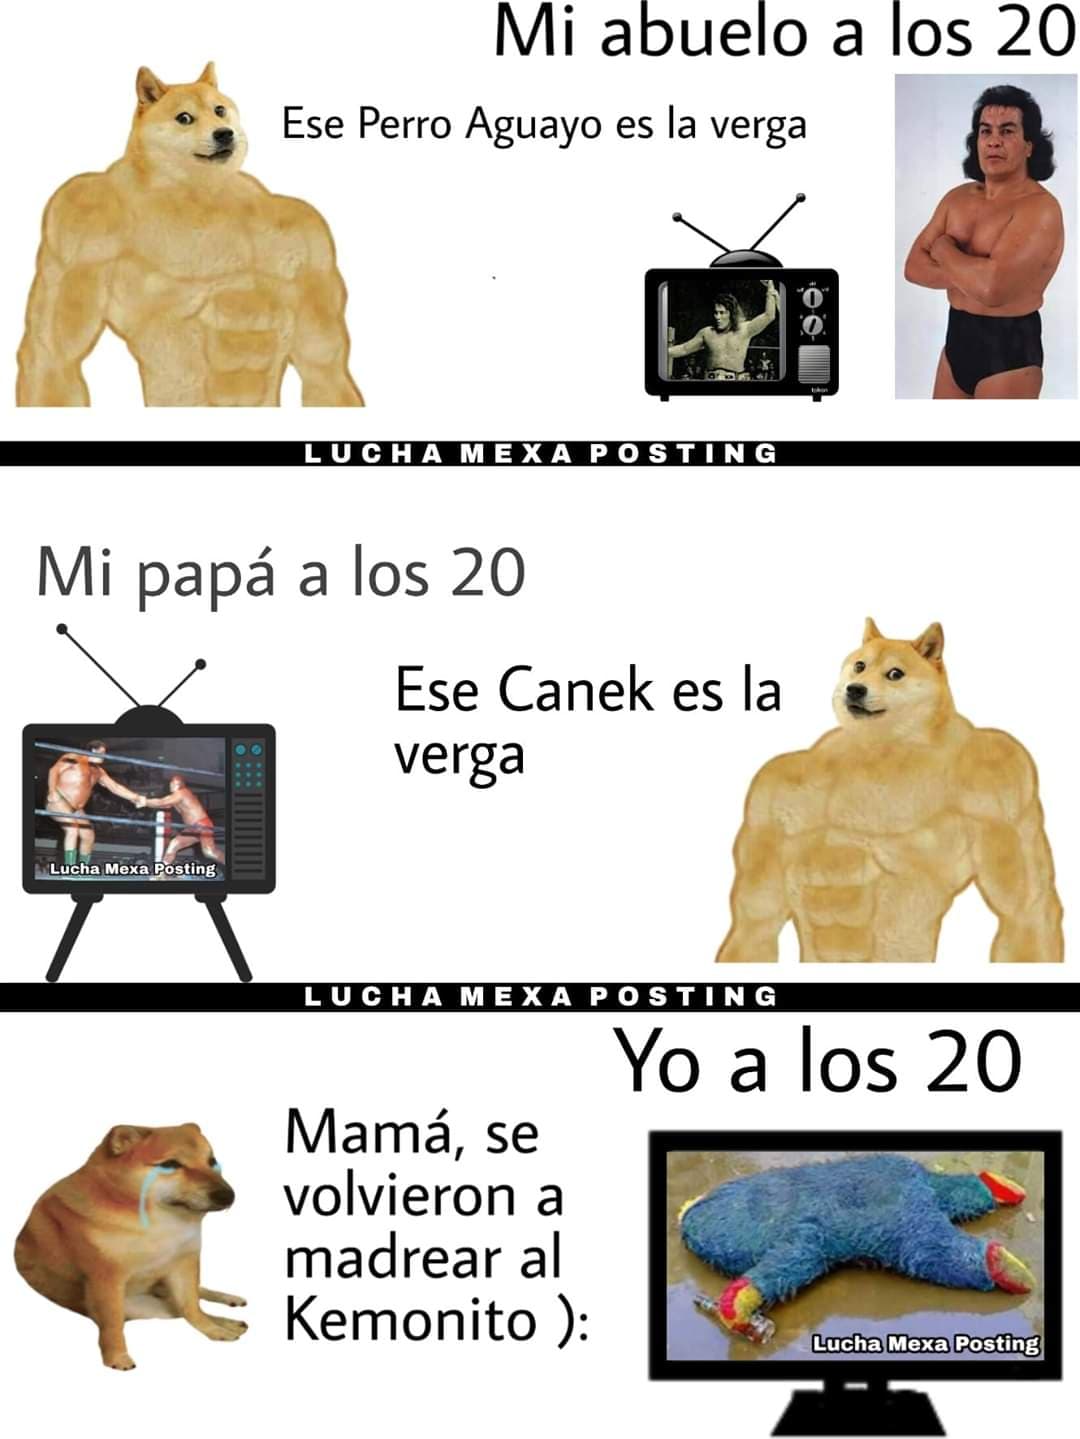 Mi abuelo a los 20
Ese Perro Aguayo es la verga
LUCHA MEXA POSTING
Mi papá a los 20
Ese Canek es la
verga
Lucha Mexa Posting
LUCHA MEXA POSTING
Yo a los 20
Mamá, se
volvieron a
madrear al
Kemonito ):
Lucha Mexa Posting